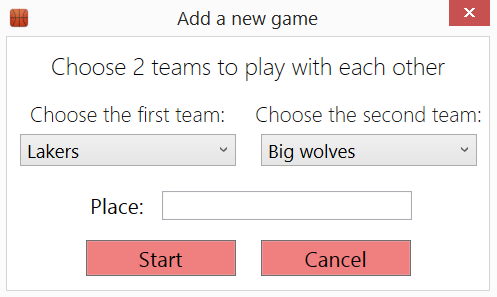 Add a new game
Choose 2 teams to play with each other
Choose the first team: Choose the second team:
Lakers Big wolves
Place:
Start Cancel